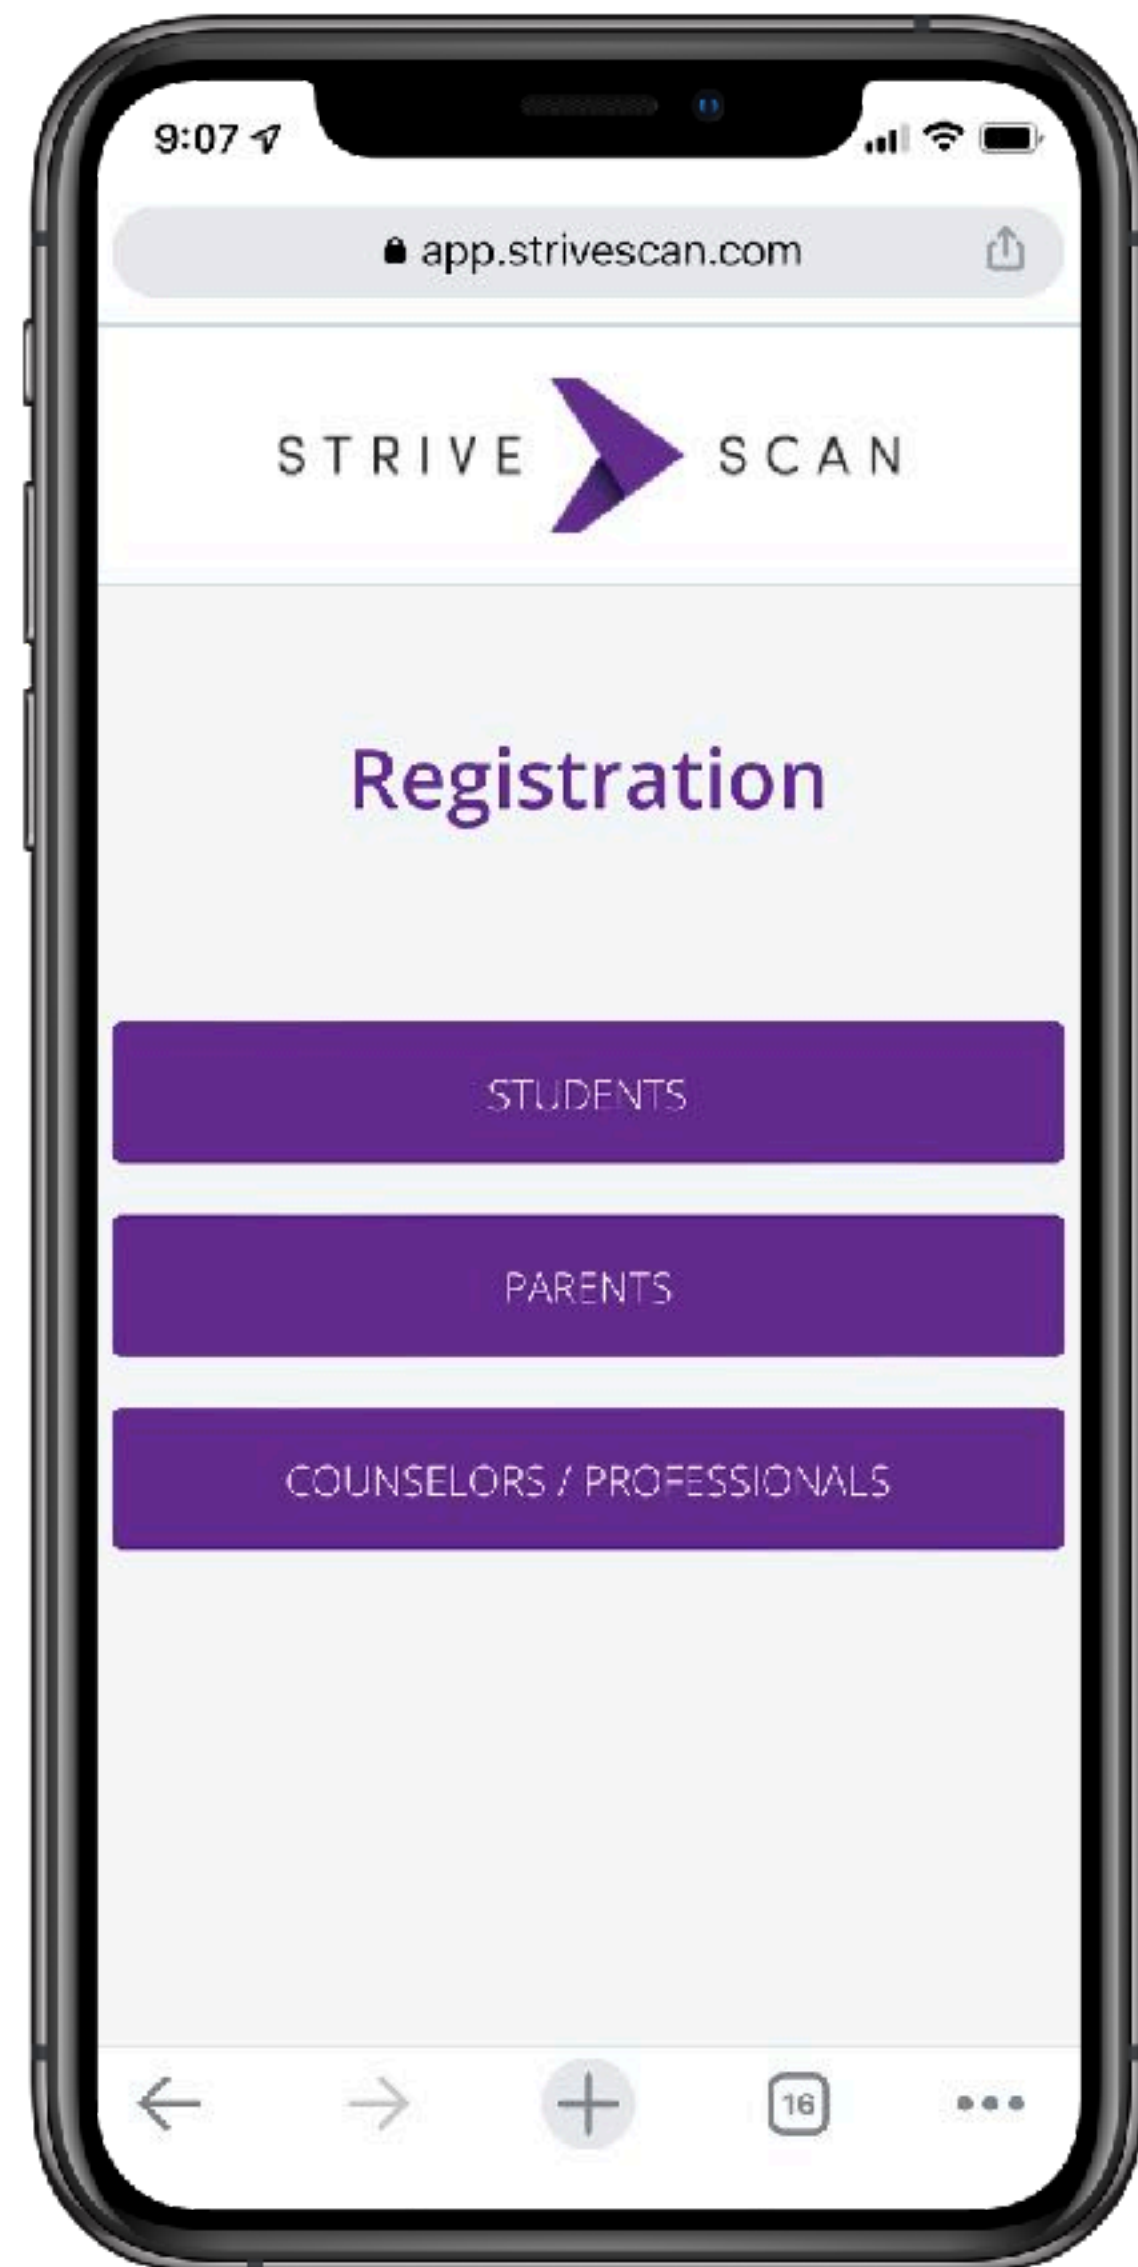 9:07
app.strivescan.com
STRIVE SCAN
Registration
STUDENTS
PARENTS
COUNSELORS / PROFESSIONALS
16